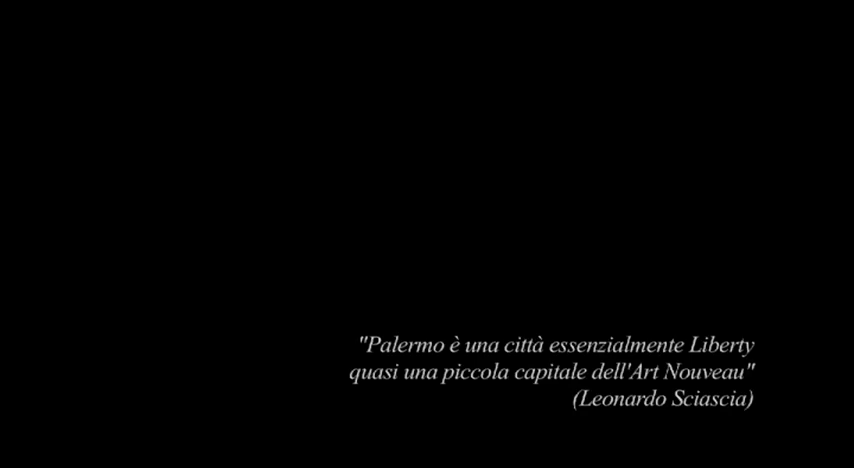 "Palermo è una città essenzialmente Liberty
quasi una piccola capitale dell'Art Nouveau"
(Leonardo Sciascia)